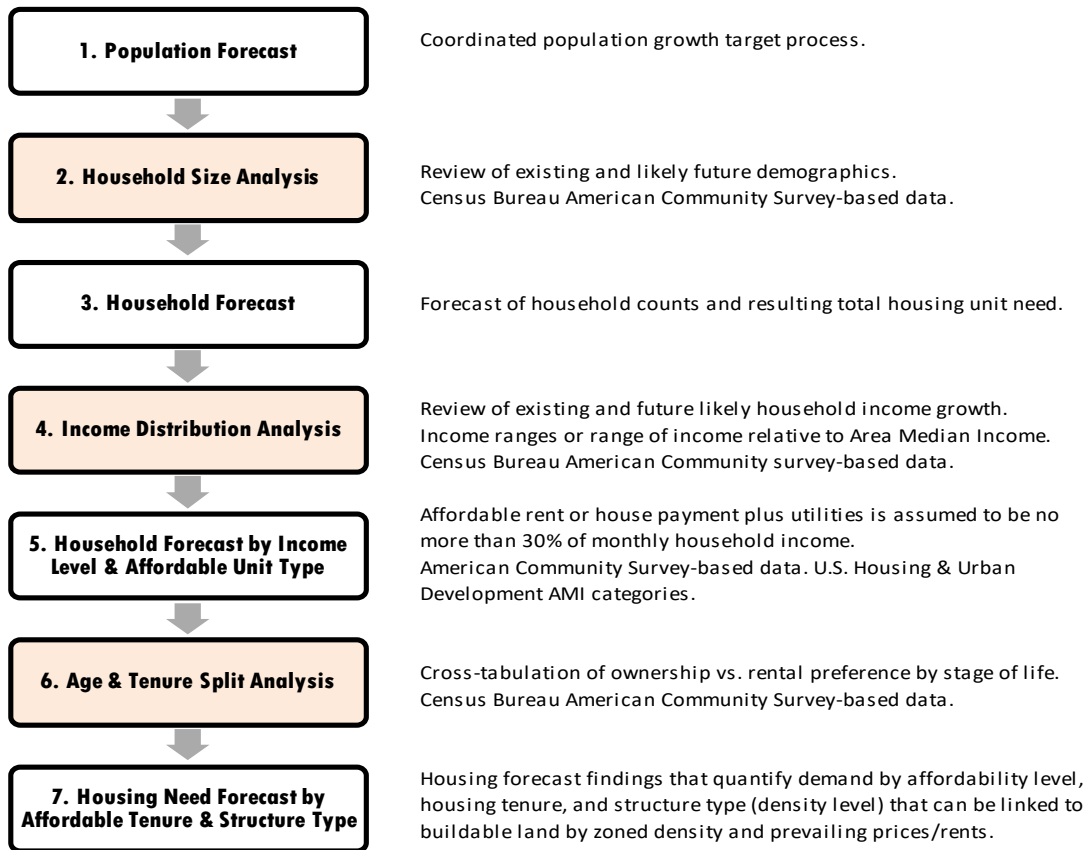 1. Population Forecast
Coordinated population growth target process.
2. Household Size Analysis
Review of existing and likely future demographics.
Census Bureau American Community Survey-based data.
3. Household Forecast
Forecast of household counts and resulting total housing unit need.
4. Income Distribution Analysis
Review of existing and future likely household income growth.
Income ranges or range of income relative to Area Median Income.
Census Bureau American Community survey-based data.
5. Household Forecast by Income
Level & Affordable Unit Type
Affordable rent or house payment plus utilities is assumed to be no
more than 30% of monthly household income.
American Community Survey-based data. U.S. Housing & Urban
Development AMI categories.
6. Age & Tenure Split Analysis
Cross-tabulation of ownership vs. rental preference by stage of life.
Census Bureau American Community Survey-based data.
7. Housing Need Forecast by
Affordable Tenure & Structure Type
Housing forecast findings that quantify demand by affordability level,
housing tenure, and structure type (density level) that can be linked to
buildable land by zoned density and prevailing prices/rents.